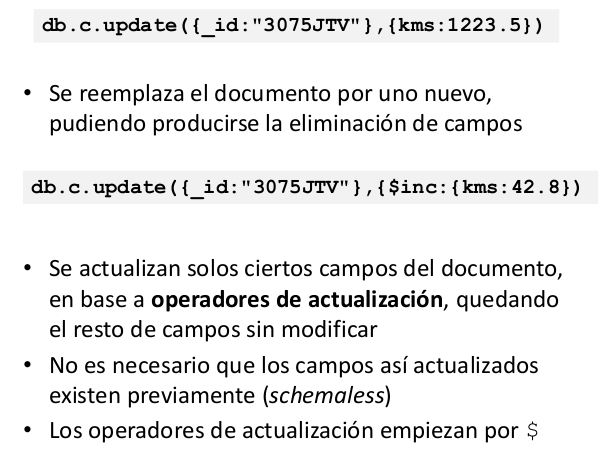 db.c.update({_id:"3075JTV"},{kms:1223.5})
• Se reemplaza el documento por uno nuevo,
pudiendo producirse la eliminación de campos
db.c.update({_id:"3075JTV"},{$inc:{kms:42.8})
• Se actualizan solos ciertos campos del documento,
en base a operadores de actualización, quedando
el resto de campos sin modificar
• No es necesario que los campos así actualizados
existen previamente (schemaless)
• Los operadores de actualización empiezan por $